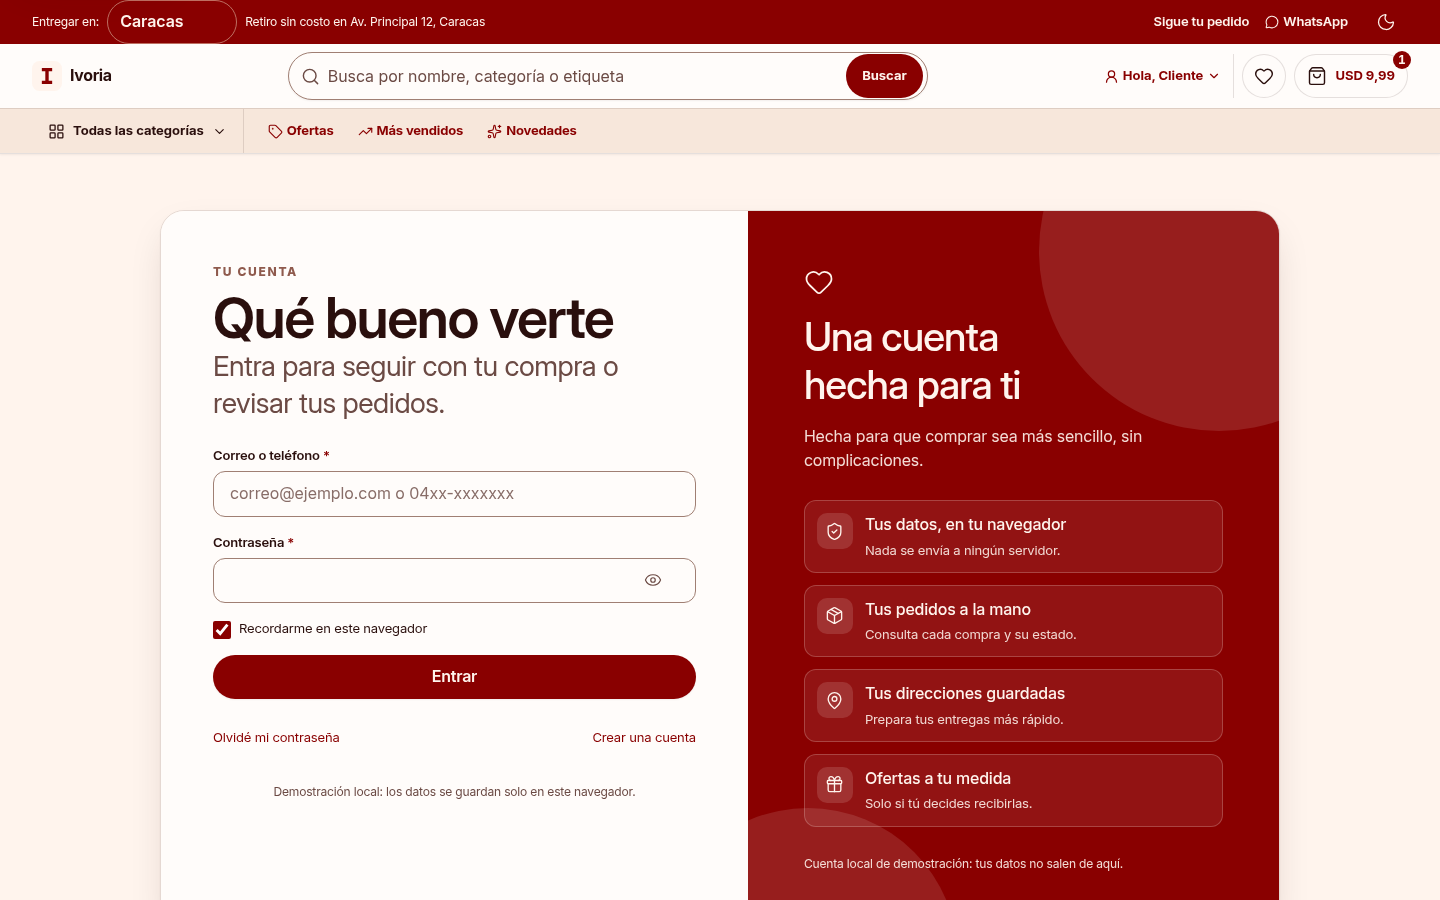 Entregar en: Caracas Retiro sin costo en Av. Principal 12, Caracas Sigue tu pedido WhatsApp
I Ivoria Busca por nombre, categoría o etiqueta Buscar Hola, Cliente USD 9,99 1
Todas las categorías Ofertas Más vendidos Novedades
TU CUENTA
Qué bueno verte
Entra para seguir con tu compra o
revisar tus pedidos.
Correo o teléfono *
correo@ejemplo.com o 04xx-xxxxxxx
Contraseña *
Recordarme en este navegador
Entrar
Olvidé mi contraseña Crear una cuenta
Demostración local: los datos se guardan solo en este navegador.
Una cuenta
hecha para ti
Hecha para que comprar sea más sencillo, sin
complicaciones.
Tus datos, en tu navegador
Nada se envía a ningún servidor.
Tus pedidos a la mano
Consulta cada compra y su estado.
Tus direcciones guardadas
Prepara tus entregas más rápido.
Ofertas a tu medida
Solo si tú decides recibirlas.
Cuenta local de demostración: tus datos no salen de aquí.